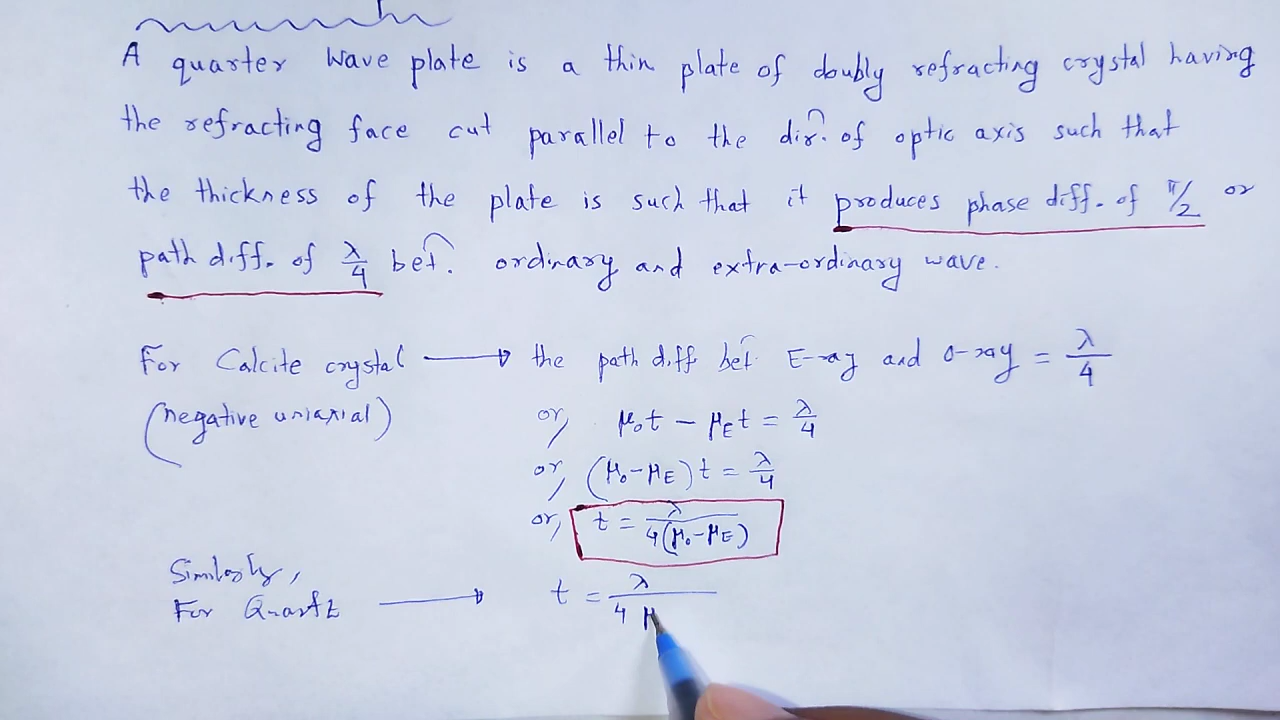 A quarter wave plate is a thin plate of doubly refracting crystal having
the refracting face cut parallel to the dir. of optic axis such that
the thickness of the plate is such that it produces phase diff. of π/2 or
path diff. of λ/4 bet. ordinary and extra-ordinary wave.
For Calcite crystal → the path diff bet. E-ray and O-ray = λ/4
(negative uniaxial) or, μ₀t − μ_E t = λ/4
or, (μ₀−μ_E) t = λ/4
or, t = λ/4(μ₀−μ_E)
Similarly,
For Quartz → t = λ/4 μ